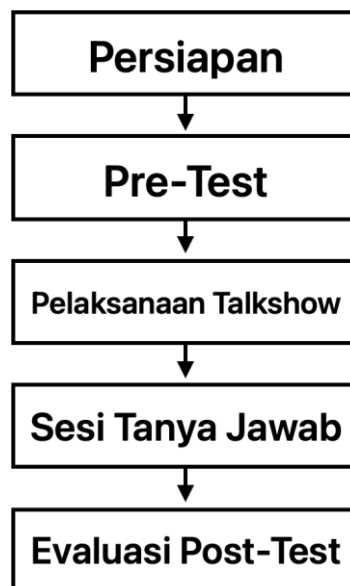 Persiapan
Pre-Test
Pelaksanaan Talkshow
Sesi Tanya Jawab
Evaluasi Post-Test